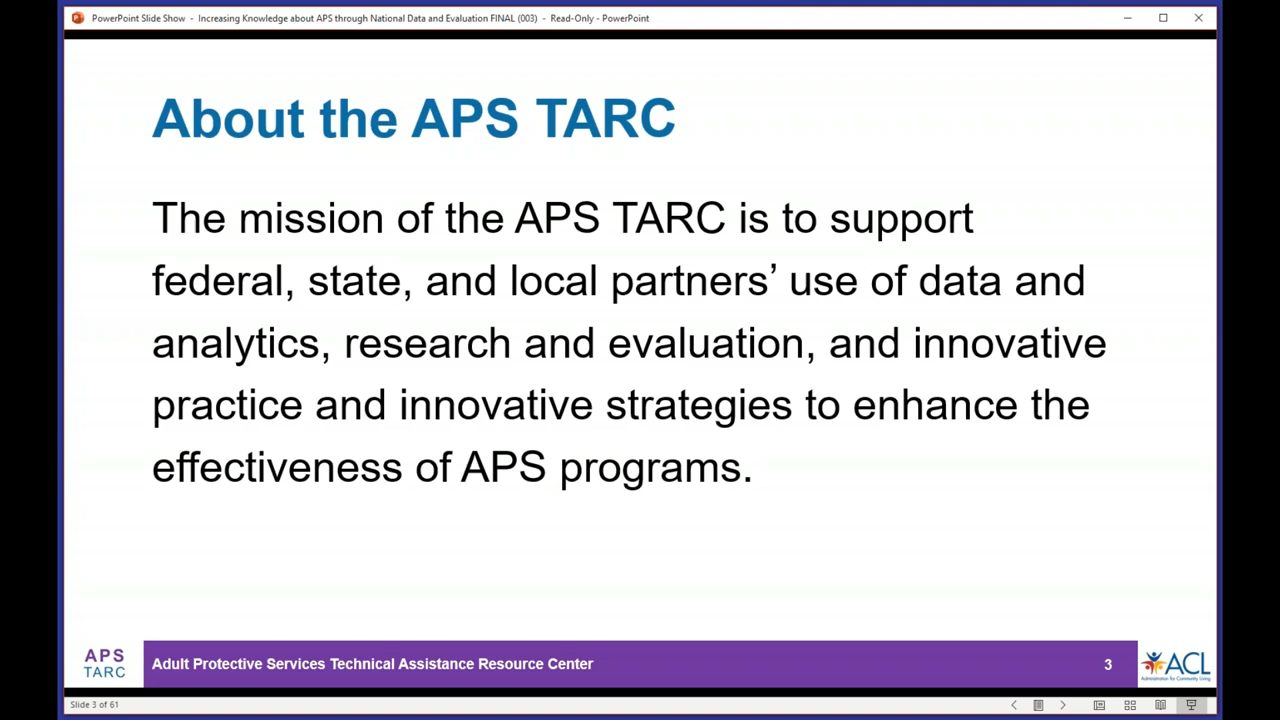 PowerPoint Slide Show - Increasing Knowledge about APS through National Data and Evaluation FINAL (003) - Read-Only - PowerPoint
About the APS TARC
The mission of the APS TARC is to support
federal, state, and local partners’ use of data and
analytics, research and evaluation, and innovative
practice and innovative strategies to enhance the
effectiveness of APS programs.
APS
TARC
Adult Protective Services Technical Assistance Resource Center
3
ACL
Administration for Community Living
Slide 3 of 61